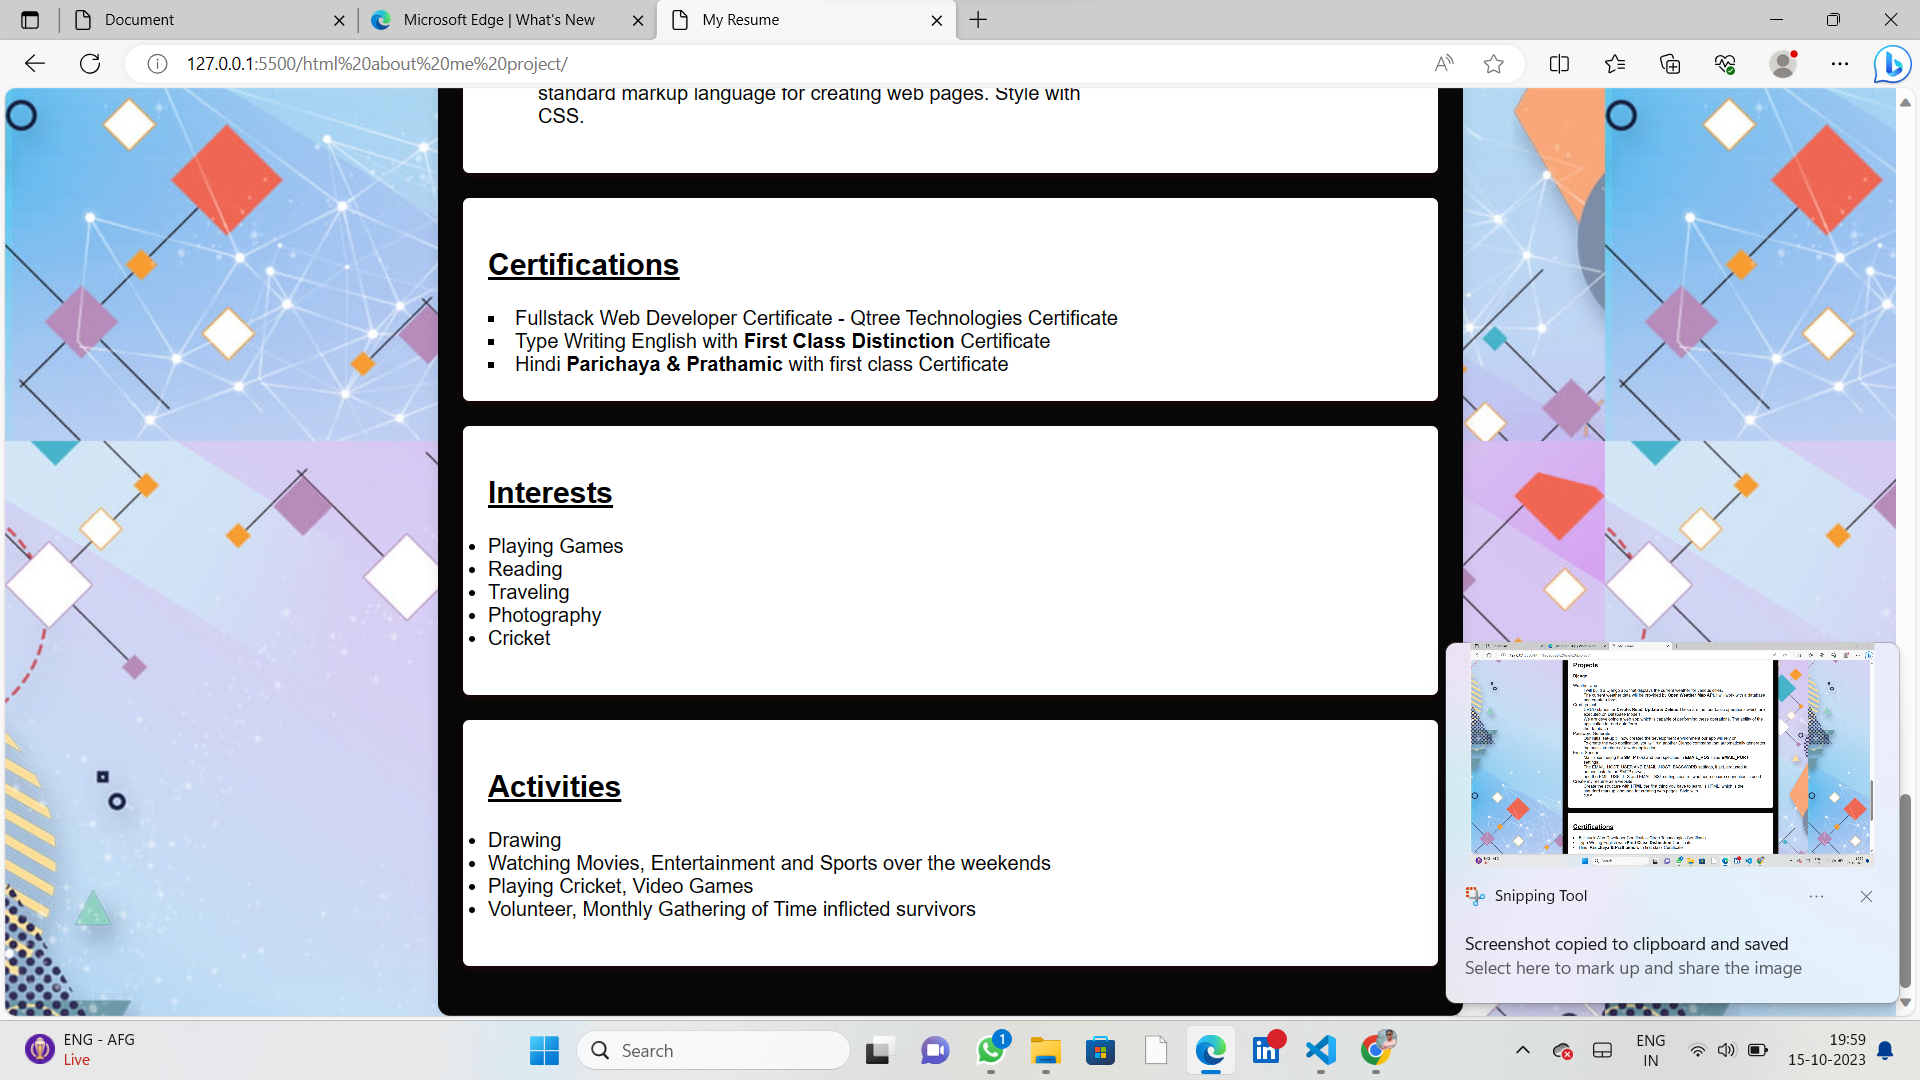 Document
Microsoft Edge | What's New
My Resume
127.0.0.1:5500/html%20about%20me%20project/
standard markup language for creating web pages. Style with
CSS.
Certifications
Fullstack Web Developer Certificate - Qtree Technologies Certificate
Type Writing English with First Class Distinction Certificate
Hindi Parichaya & Prathamic with first class Certificate
Interests
Playing Games
Reading
Traveling
Photography
Cricket
Activities
Drawing
Watching Movies, Entertainment and Sports over the weekends
Playing Cricket, Video Games
Volunteer, Monthly Gathering of Time inflicted survivors
Projects
Django
Certifications
Snipping Tool
Screenshot copied to clipboard and saved
Select here to mark up and share the image
ENG - AFG
Live
Search
1
ENG
IN
19:59
15-10-2023